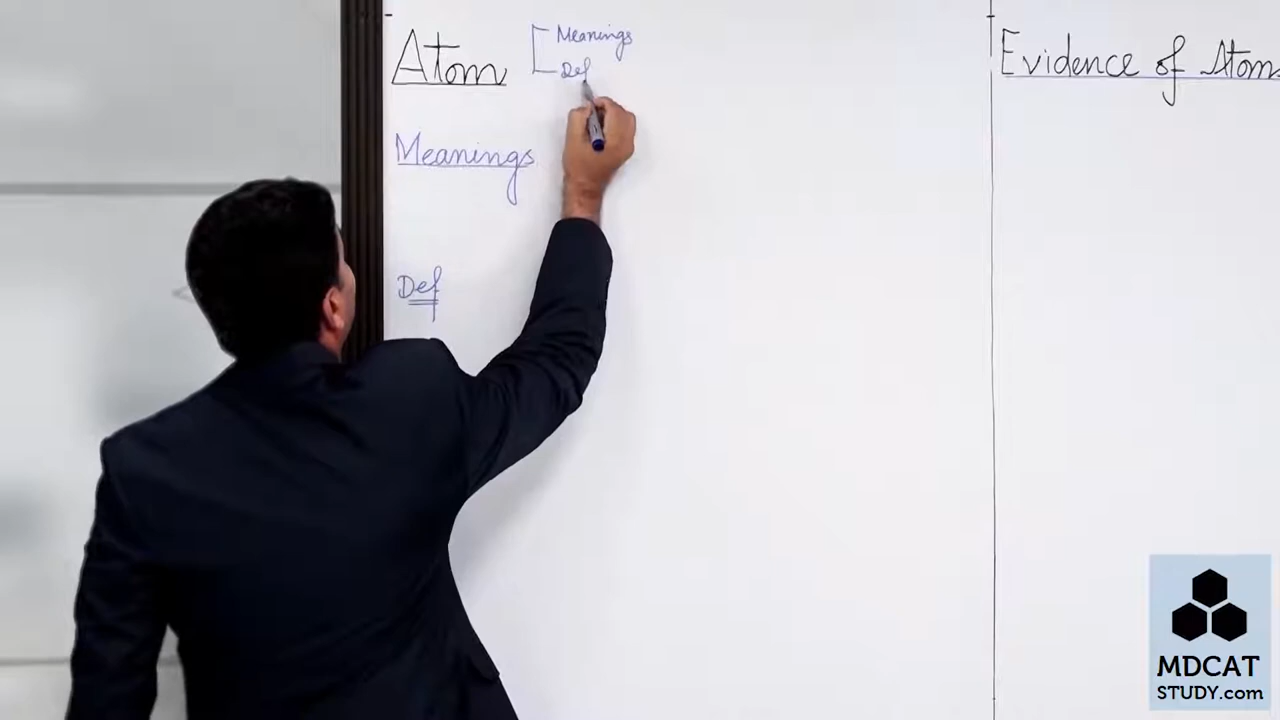 Atom
Meanings
Def
Meanings
Def
Evidence of Atom
MDCAT
STUDY.com